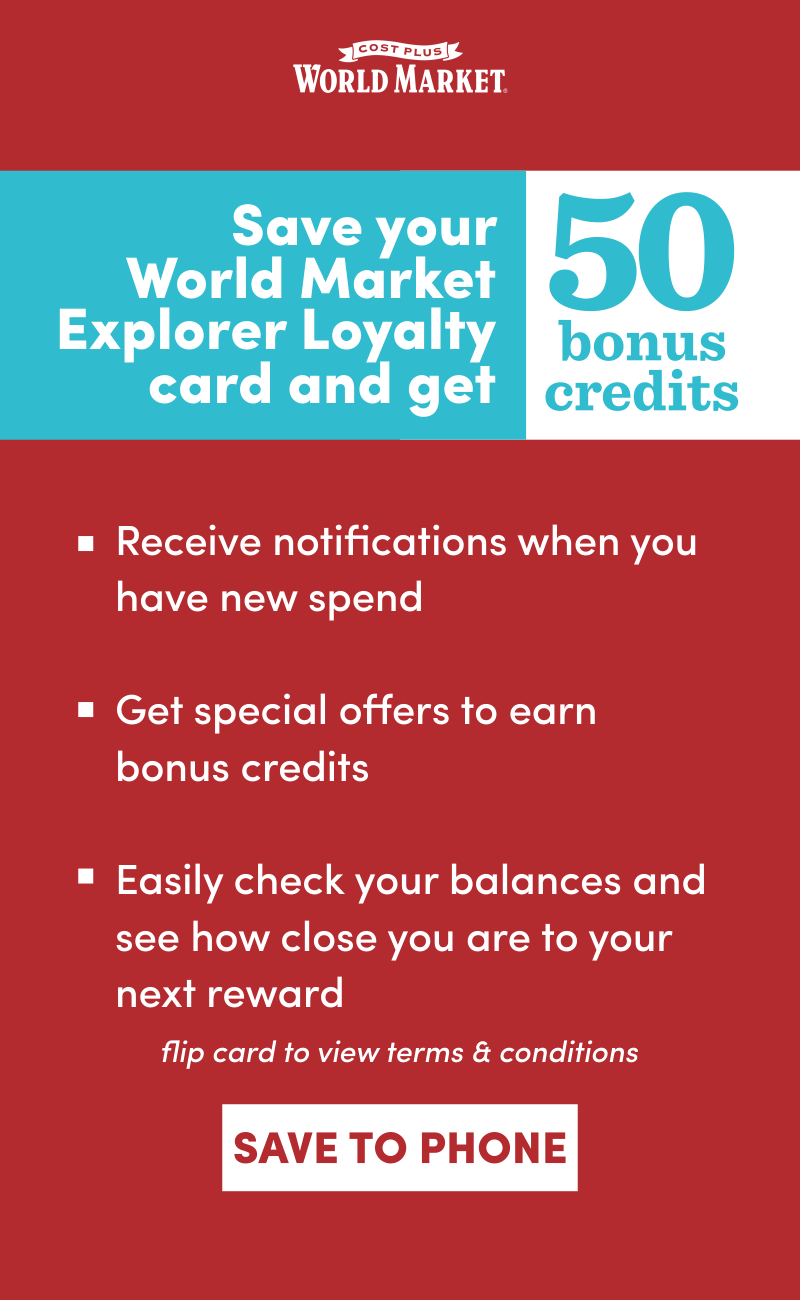 COST PLUS
WORLD MARKET
Save your
World Market
Explorer Loyalty
card and get
50
bonus
credits
Receive notifications when you
have new spend
Get special offers to earn
bonus credits
Easily check your balances and
see how close you are to your
next reward
flip card to view terms & conditions
SAVE TO PHONE